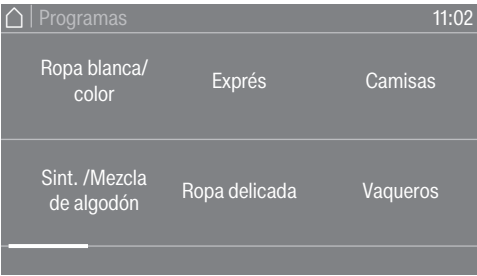 Programas 11:02
Ropa blanca/
color
Exprés
Camisas
Sint. /Mezcla
de algodón
Ropa delicada
Vaqueros